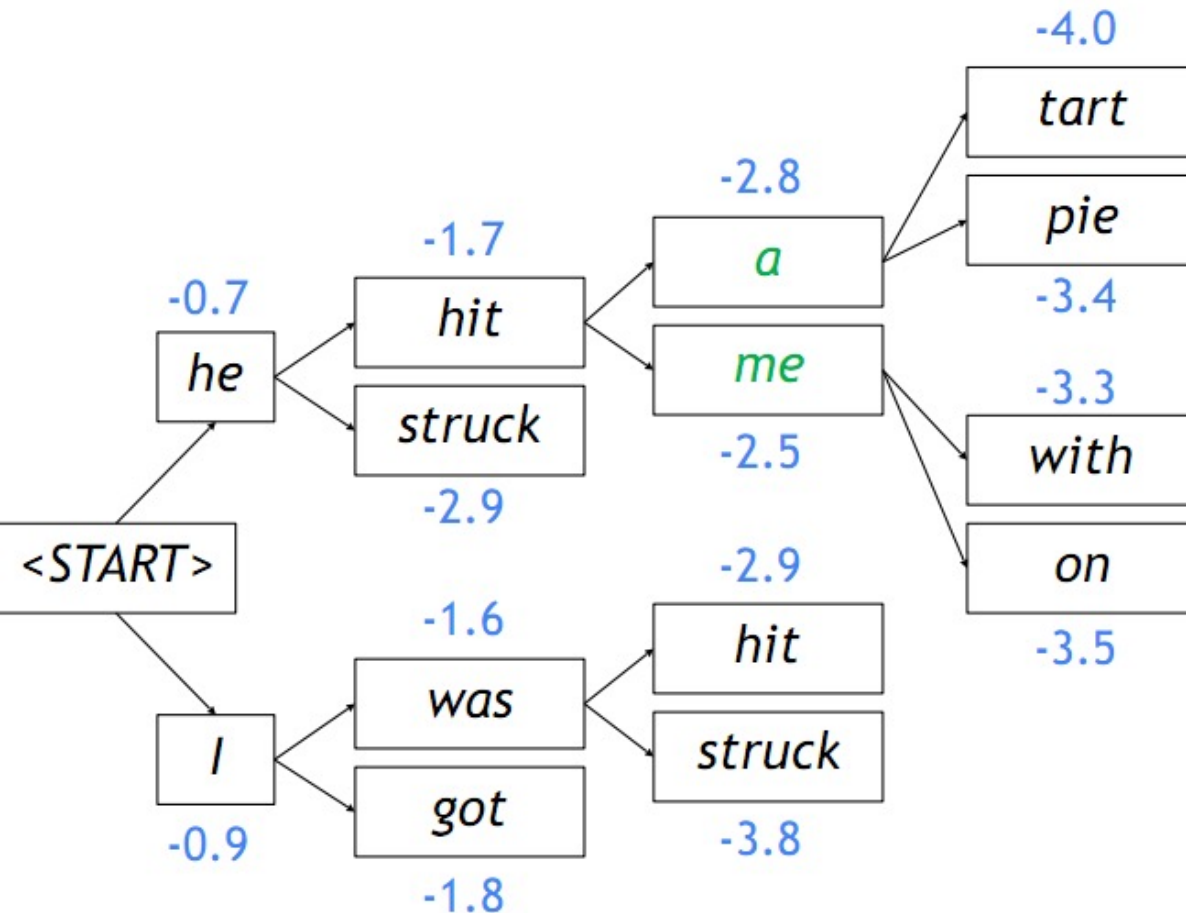 -4.0
tart
-2.8
pie
-1.7
a
-3.4
-0.7
hit
me
-3.3
he
struck
-2.5
with
-2.9
<START>
-2.9
on
-1.6
hit
-3.5
was
I
struck
got
-0.9
-3.8
-1.8